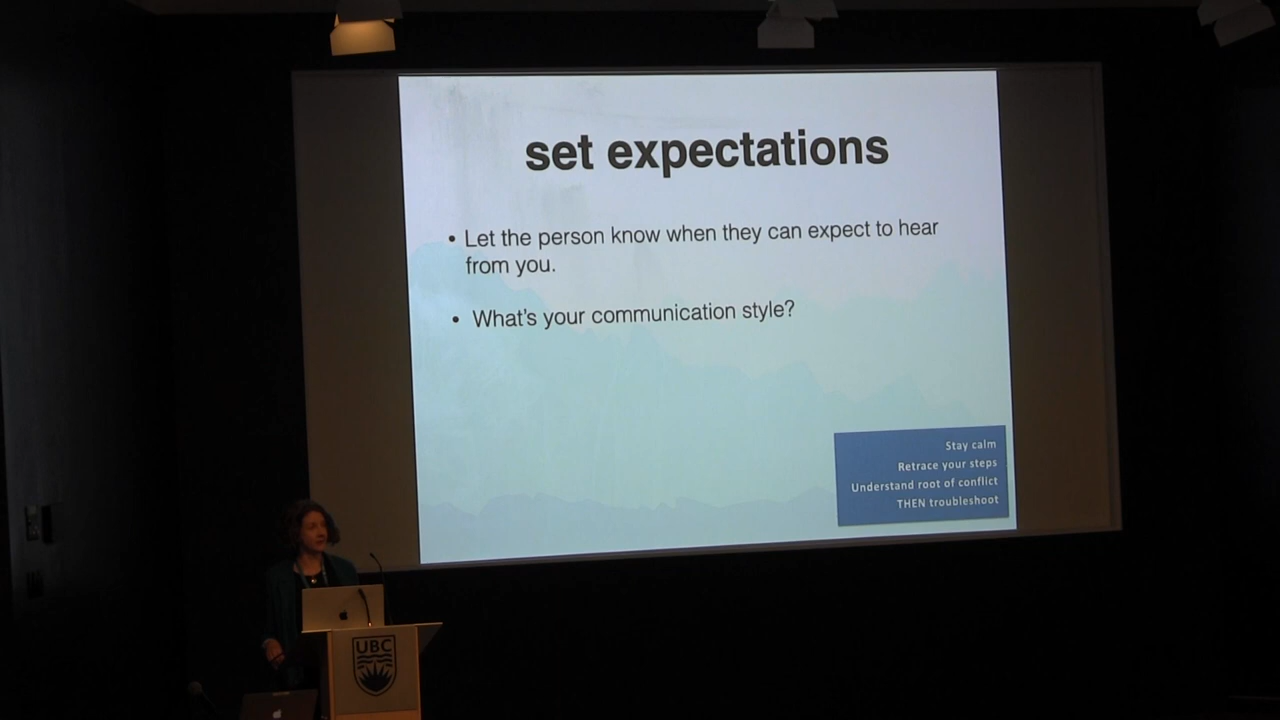 set expectations
• Let the person know when they can expect to hear
from you.
• What's your communication style?
Stay calm
Retrace your steps
Understand root of conflict
THEN troubleshoot
UBC